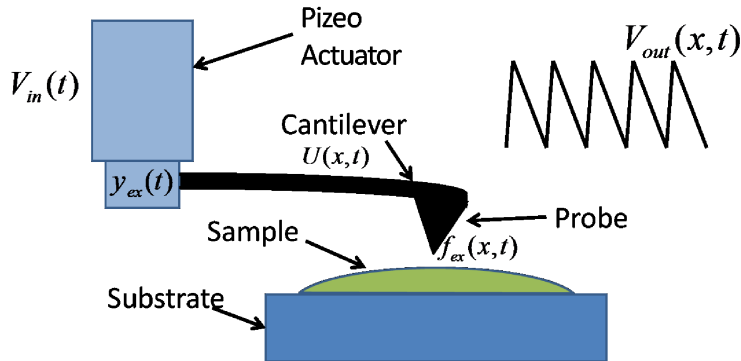 Pizeo
Actuator
V_{out}(x,t)
V_{in}(t)
Cantilever
U(x,t)
y_{ex}(t)
Probe
Sample
f_{ex}(x,t)
Substrate